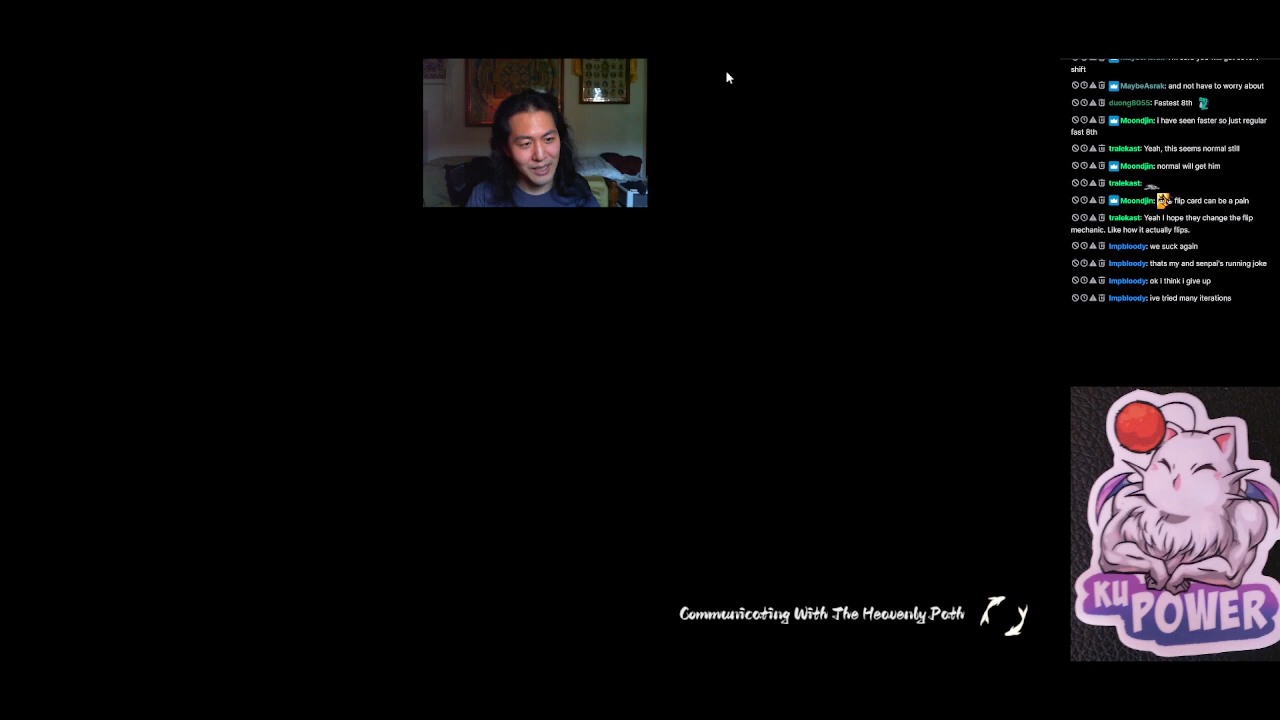 shift
MaybeAsrak: and not have to worry about
duong8055: Fastest 8th
Moondjin: i have seen faster so just regular
fast 8th
tralekast: Yeah, this seems normal still
Moondjin: normal will get him
tralekast:
Moondjin: flip card can be a pain
tralekast: Yeah I hope they change the flip
mechanic. Like how it actually flips.
Impbloody: we suck again
Impbloody: thats my and senpai's running joke
Impbloody: ok i think i give up
Impbloody: ive tried many iterations
KU
POWER
Communicating With The Heavenly Path